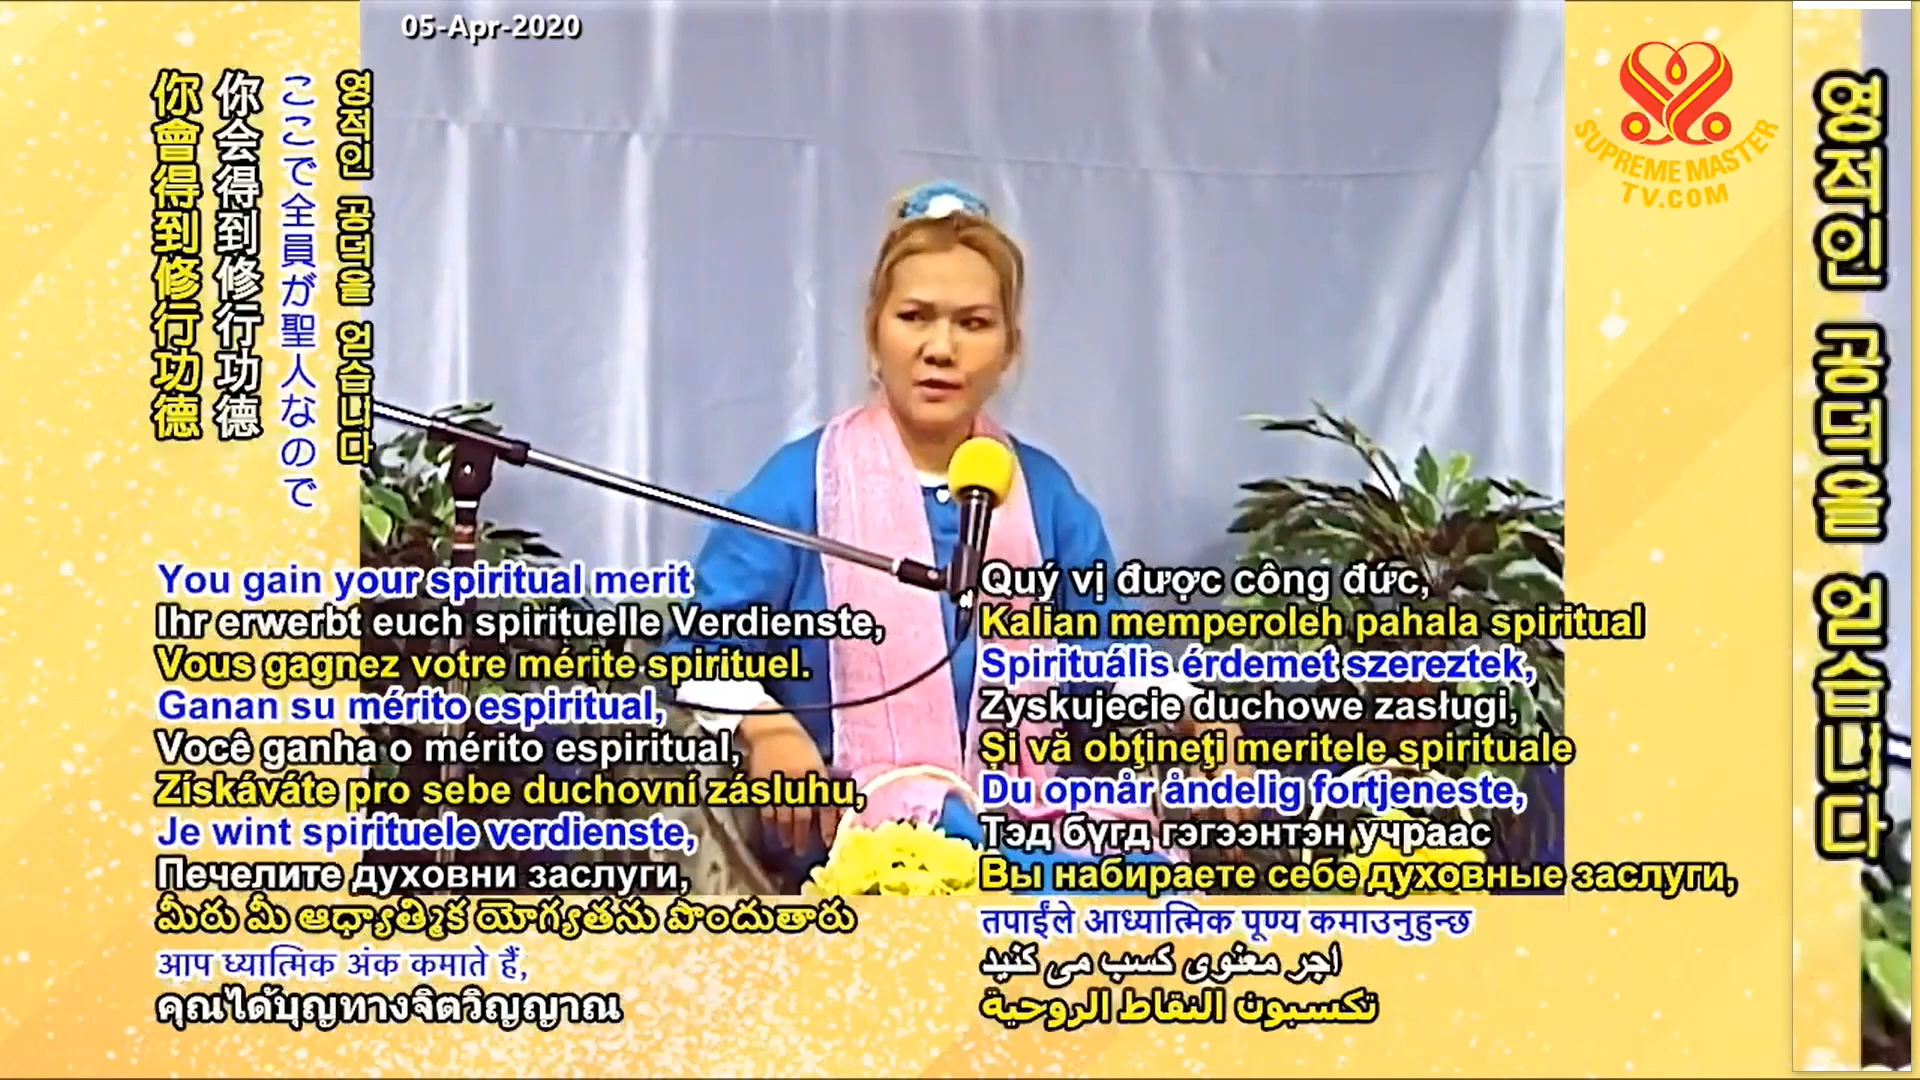 05-Apr-2020
SUPREME MASTER
TV.COM
영적인 공덕을 얻습니다
ここで全員が聖人なので
你会得到修行功德
你會得到修行功德
You gain your spiritual merit
Ihr erwerbt euch spirituelle Verdienste,
Vous gagnez votre mérite spirituel.
Ganan su mérito espiritual,
Você ganha o mérito espiritual,
Získáváte pro sebe duchovní zásluhu,
Je wint spirituele verdienste,
Печелите духовни заслуги,
మీరు మీ ఆధ్యాత్మిక యోగ్యతను పొందుతారు
आप ध्यात्मिक अंक कमाते हैं,
คุณได้บุญทางจิตวิญญาณ
Quý vị được công đức,
Kalian memperoleh pahala spiritual
Spirituális érdemet szereztek,
Zyskujecie duchowe zasługi,
Și vă obţineţi meritele spirituale
Du opnår åndelig fortjeneste,
Тэд бүгд гэгээнтэн учраас
Вы набираете себе духовные заслуги,
तपाईंले आध्यात्मिक पूण्य कमाउनुहुन्छ
اجر معنوی کسب می کنید
تكسبون النقاط الروحية
영적인 공덕을 얻습니다